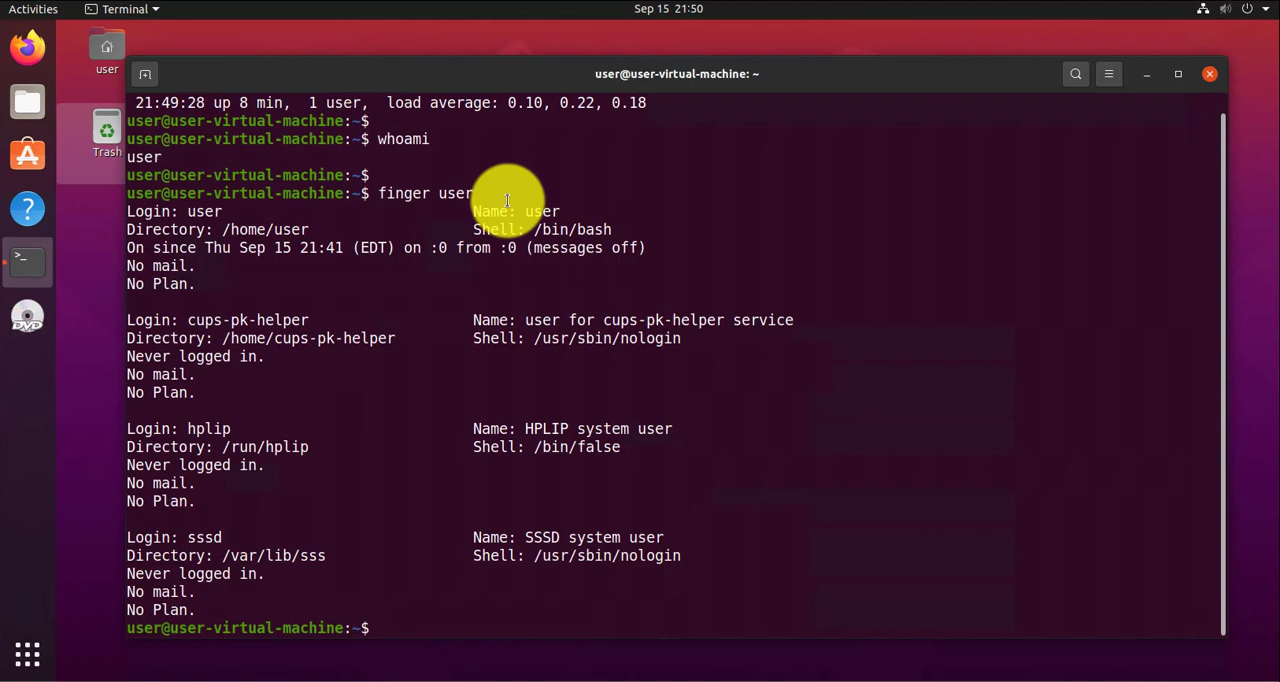 Activities Terminal Sep 15 21:50
user
Trash
user@user-virtual-machine: ~
21:49:28 up 8 min,  1 user,  load average: 0.10, 0.22, 0.18
user@user-virtual-machine:~$
user@user-virtual-machine:~$ whoami
user
user@user-virtual-machine:~$
user@user-virtual-machine:~$ finger user
Login: user Name: user
Directory: /home/user Shell: /bin/bash
On since Thu Sep 15 21:41 (EDT) on :0 from :0 (messages off)
No mail.
No Plan.
Login: cups-pk-helper Name: user for cups-pk-helper service
Directory: /home/cups-pk-helper Shell: /usr/sbin/nologin
Never logged in.
No mail.
No Plan.
Login: hplip Name: HPLIP system user
Directory: /run/hplip Shell: /bin/false
Never logged in.
No mail.
No Plan.
Login: sssd Name: SSSD system user
Directory: /var/lib/sss Shell: /usr/sbin/nologin
Never logged in.
No mail.
No Plan.
user@user-virtual-machine:~$
DVD